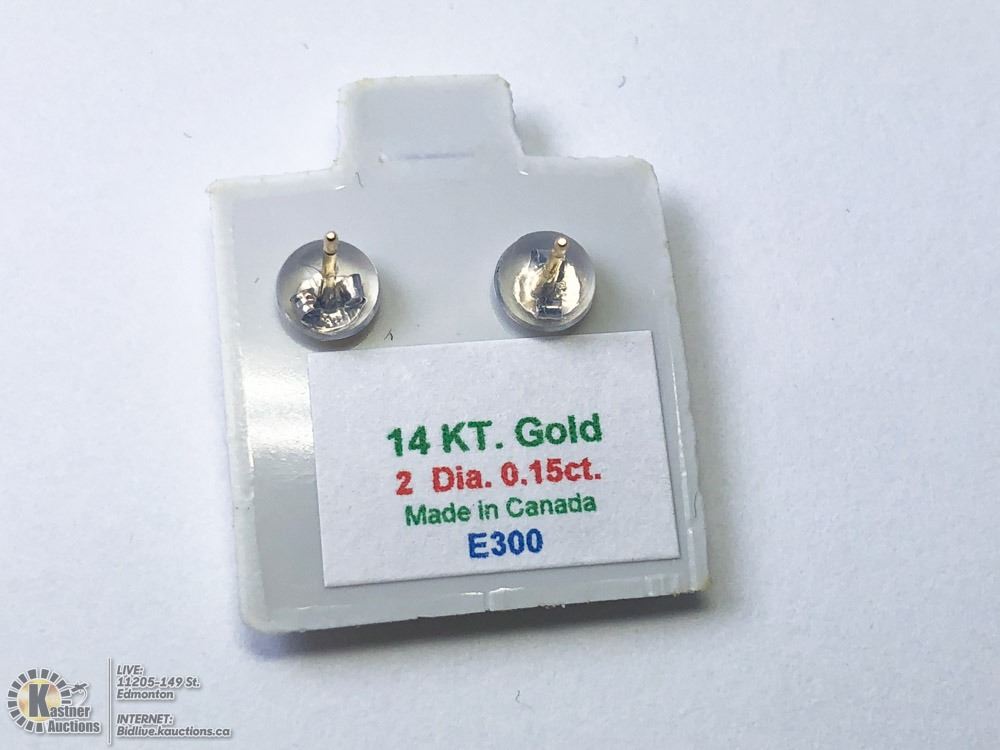 14 KT. Gold
2 Dia. 0.15ct.
Made in Canada
E300
Kastner
Auctions
LIVE:
11205-149 St.
Edmonton
INTERNET:
Bidlive.kauctions.ca